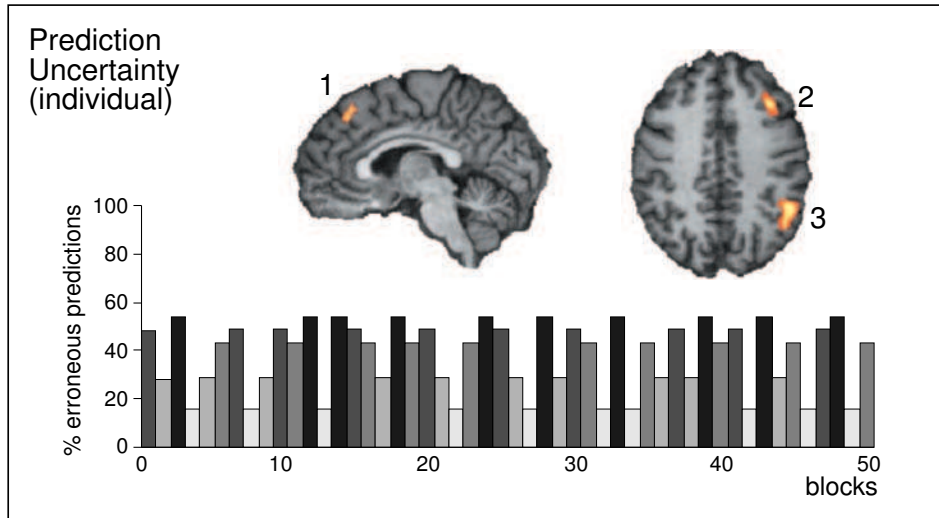 Prediction
Uncertainty
(individual)
1
2
3
% erroneous predictions
100
80
60
40
20
0
0 10 20 30 40 50
blocks